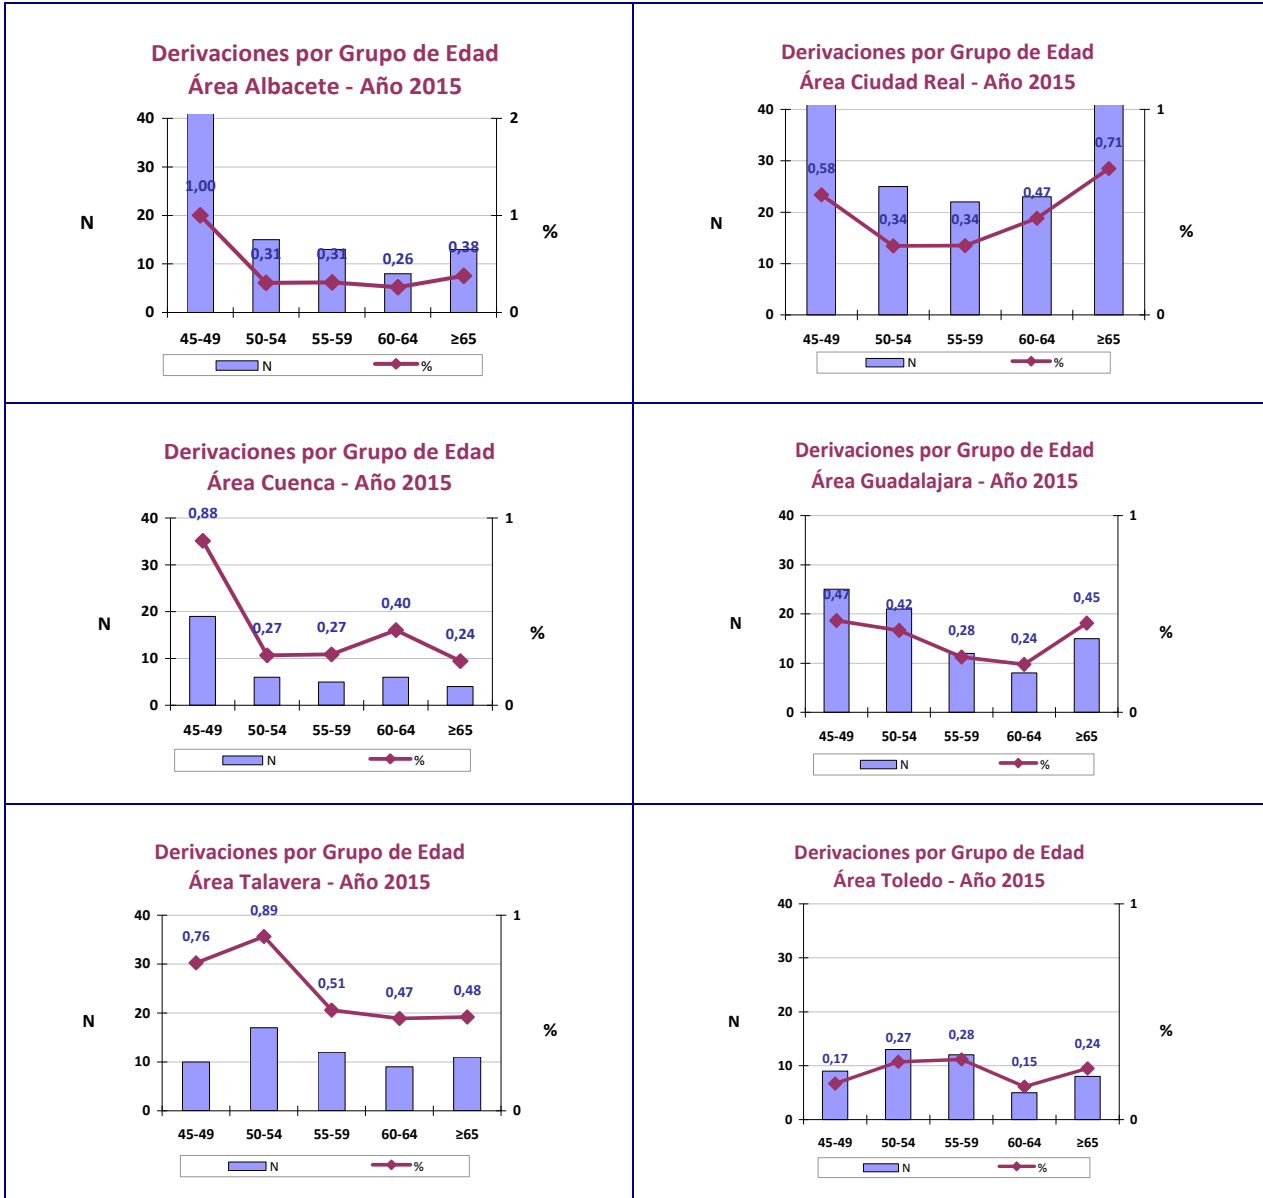 Derivaciones por Grupo de Edad
Área Albacete - Año 2015
40
30
20
10
0
N
2
1
0
%
1,00
0,31
0,31
0,26
0,38
45-49 50-54 55-59 60-64 ≥65
N %
Derivaciones por Grupo de Edad
Área Ciudad Real - Año 2015
40
30
20
10
0
N
1
0
%
0,58
0,34
0,34
0,47
0,71
45-49 50-54 55-59 60-64 ≥65
N %
Derivaciones por Grupo de Edad
Área Cuenca - Año 2015
40
30
20
10
0
N
1
0
%
0,88
0,27
0,27
0,40
0,24
45-49 50-54 55-59 60-64 ≥65
N %
Derivaciones por Grupo de Edad
Área Guadalajara - Año 2015
40
30
20
10
0
N
1
0
%
0,47
0,42
0,28
0,24
0,45
45-49 50-54 55-59 60-64 ≥65
N %
Derivaciones por Grupo de Edad
Área Talavera - Año 2015
40
30
20
10
0
N
1
0
%
0,76
0,89
0,51
0,47
0,48
45-49 50-54 55-59 60-64 ≥65
N %
Derivaciones por Grupo de Edad
Área Toledo - Año 2015
40
30
20
10
0
N
1
0
%
0,17
0,27
0,28
0,15
0,24
45-49 50-54 55-59 60-64 ≥65
N %